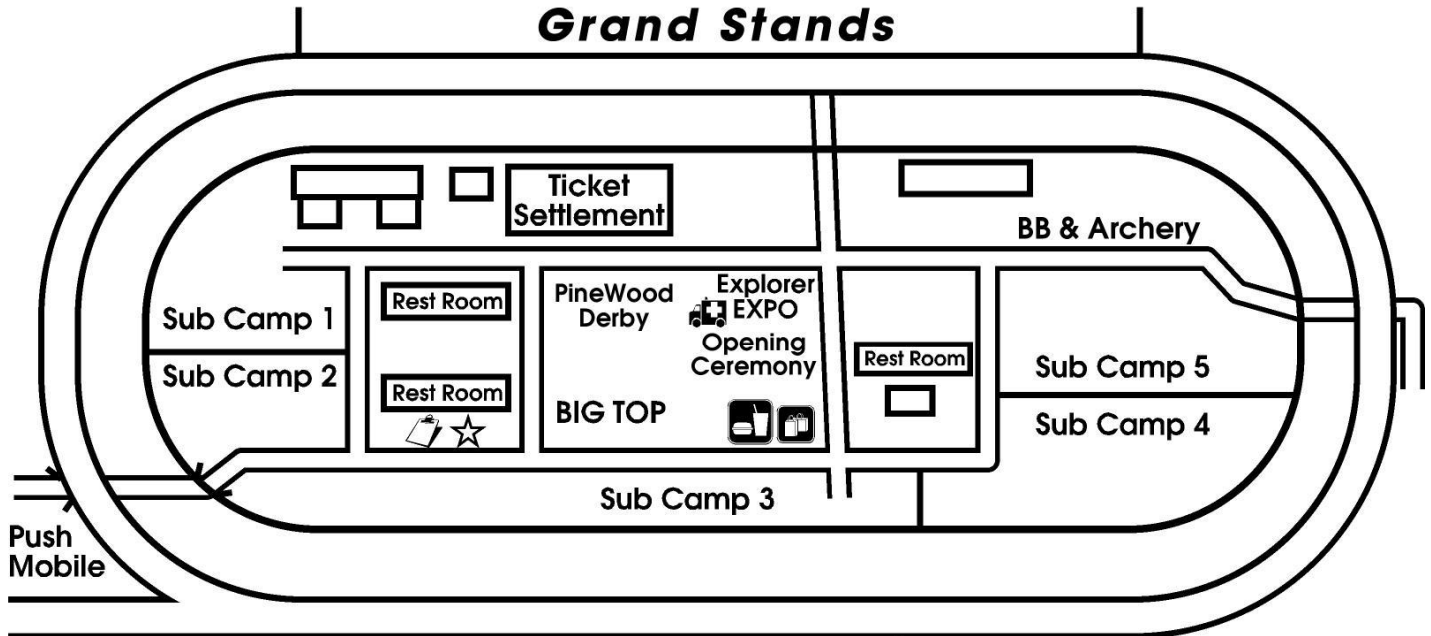 Grand Stands
Ticket
Settlement
BB & Archery
Rest Room
PineWood
Derby
Explorer
EXPO
Opening
Ceremony
Sub Camp 1
Sub Camp 2
Rest Room
BIG TOP
Rest Room
Sub Camp 5
Sub Camp 4
Sub Camp 3
Push
Mobile